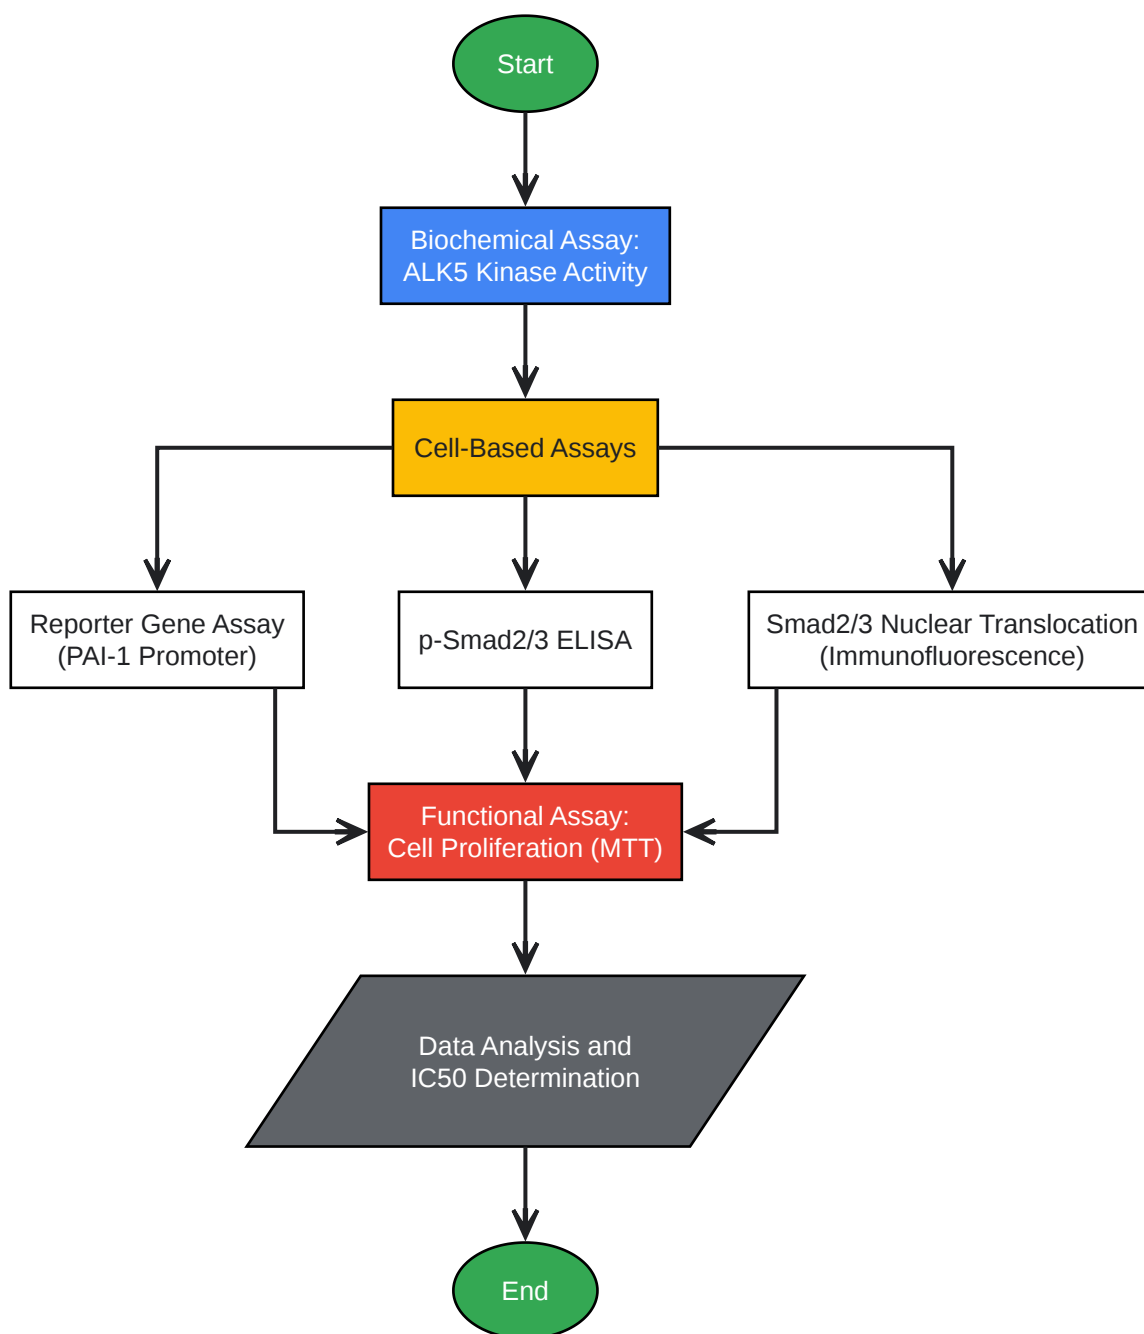 Start
Biochemical Assay:
ALK5 Kinase Activity
Cell-Based Assays
Reporter Gene Assay
(PAI-1 Promoter)
p-Smad2/3 ELISA
Smad2/3 Nuclear Translocation
(Immunofluorescence)
Functional Assay:
Cell Proliferation (MTT)
Data Analysis and
IC50 Determination
End